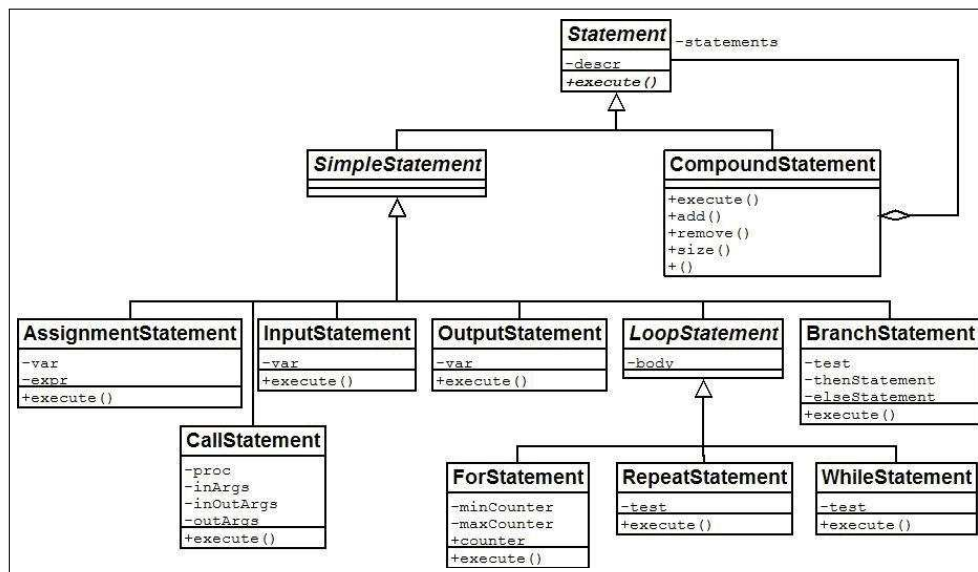 Statement
-statements
-descr
+execute()
SimpleStatement
CompoundStatement
+execute()
+add()
+remove()
+size()
+()
AssignmentStatement
-var
-expr
+execute()
InputStatement
-var
+execute()
OutputStatement
-var
+execute()
LoopStatement
-body
BranchStatement
-test
-thenStatement
-elseStatement
+execute()
CallStatement
-proc
-inArgs
-inOutArgs
-outArgs
+execute()
ForStatement
-minCounter
-maxCounter
+counter
+execute()
RepeatStatement
-test
+execute()
WhileStatement
-test
+execute()